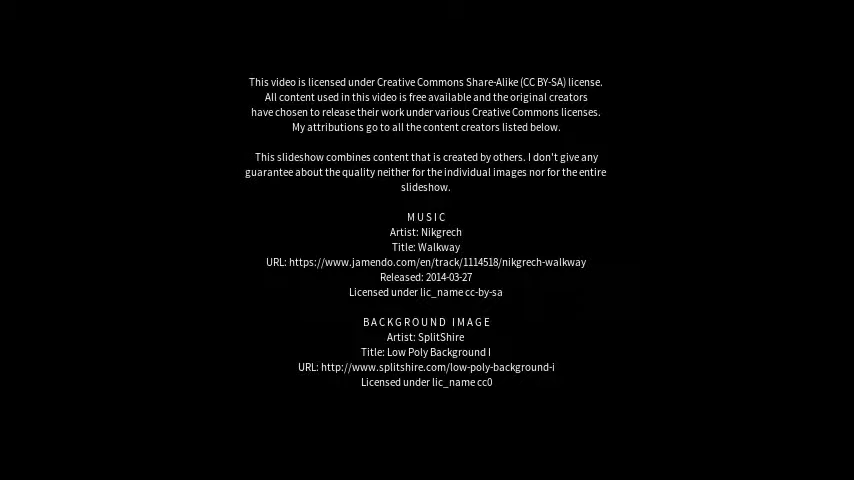 This video is licensed under Creative Commons Share-Alike (CC BY-SA) license.
All content used in this video is free available and the original creators
have chosen to release their work under various Creative Commons licenses.
My attributions go to all the content creators listed below.
This slideshow combines content that is created by others. I don't give any
guarantee about the quality neither for the individual images nor for the entire
slideshow.
MUSIC
Artist: Nikgrech
Title: Walkway
URL: https://www.jamendo.com/en/track/1114518/nikgrech-walkway
Released: 2014-03-27
Licensed under lic_name cc-by-sa
BACKGROUND IMAGE
Artist: SplitShire
Title: Low Poly Background I
URL: http://www.splitshire.com/low-poly-background-i
Licensed under lic_name cc0